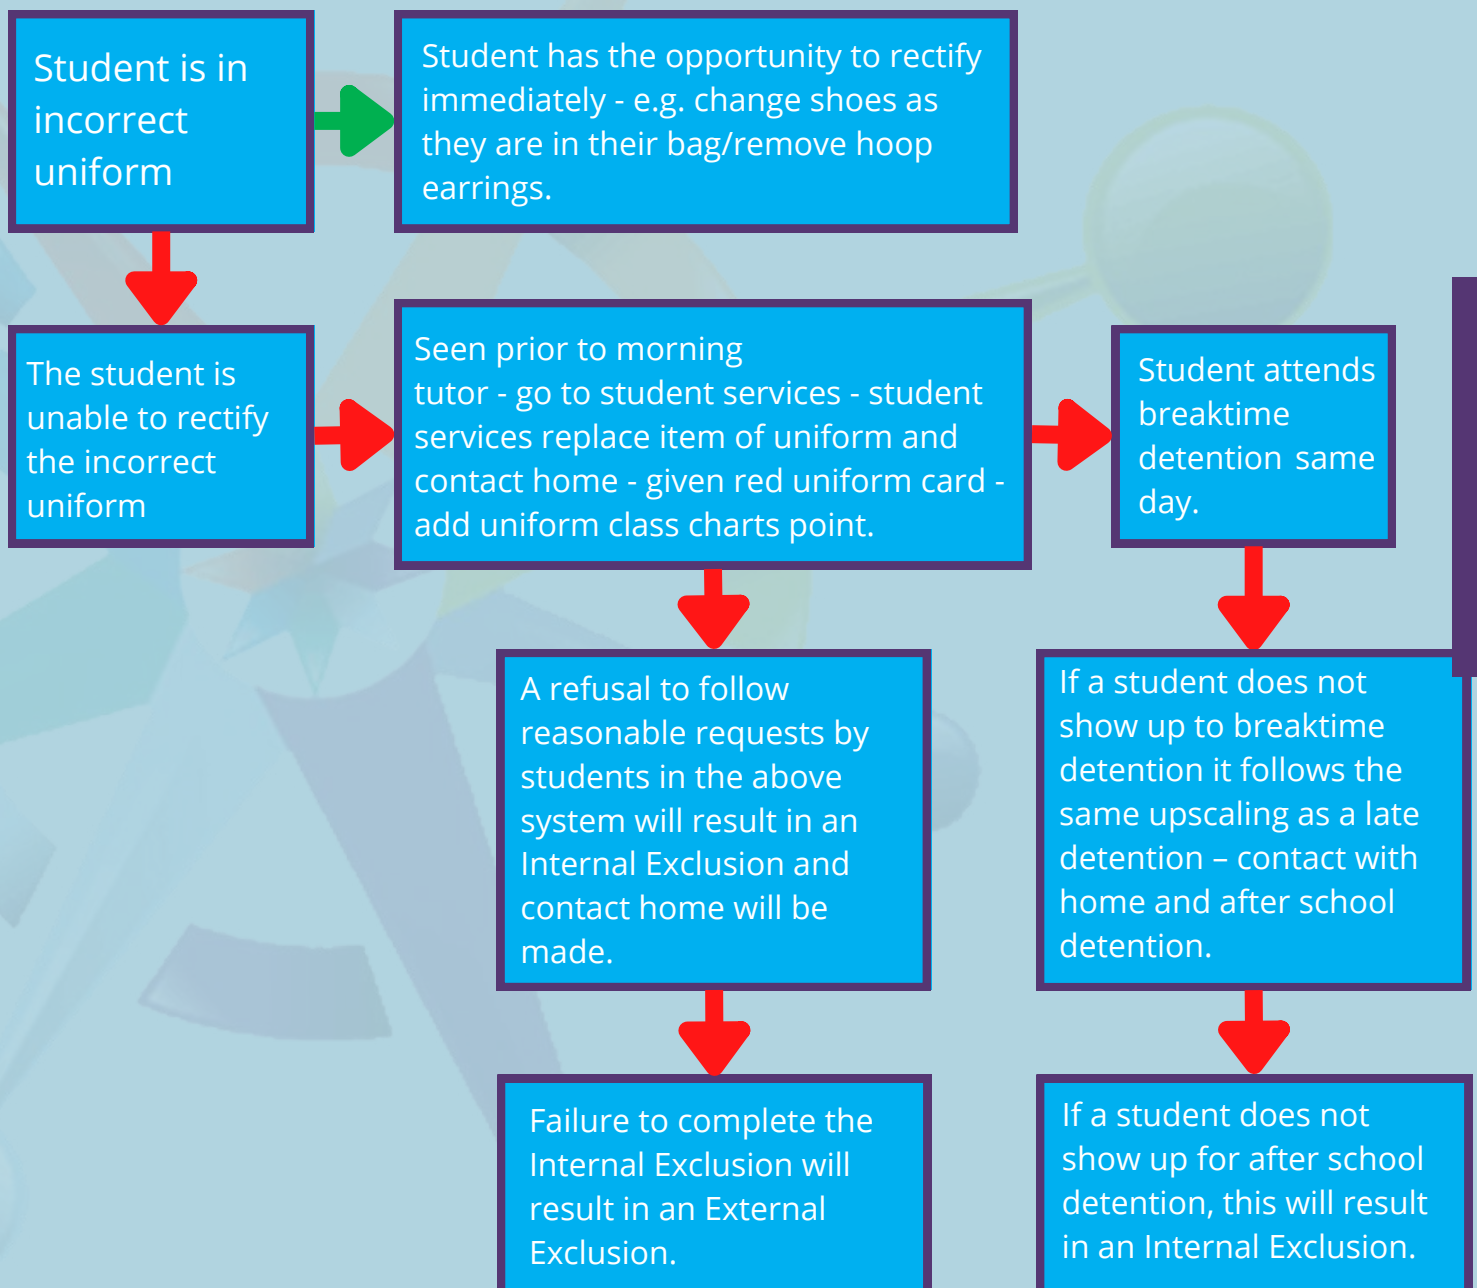 Student is in
incorrect
uniform
Student has the opportunity to rectify
immediately - e.g. change shoes as
they are in their bag/remove hoop
earrings.
The student is
unable to rectify
the incorrect
uniform
Seen prior to morning
tutor - go to student services - student
services replace item of uniform and
contact home - given red uniform card -
add uniform class charts point.
Student attends
breaktime
detention same
day.
A refusal to follow
reasonable requests by
students in the above
system will result in an
Internal Exclusion and
contact home will be
made.
If a student does not
show up to breaktime
detention it follows the
same upscaling as a late
detention – contact with
home and after school
detention.
Failure to complete the
Internal Exclusion will
result in an External
Exclusion.
If a student does not
show up for after school
detention, this will result
in an Internal Exclusion.